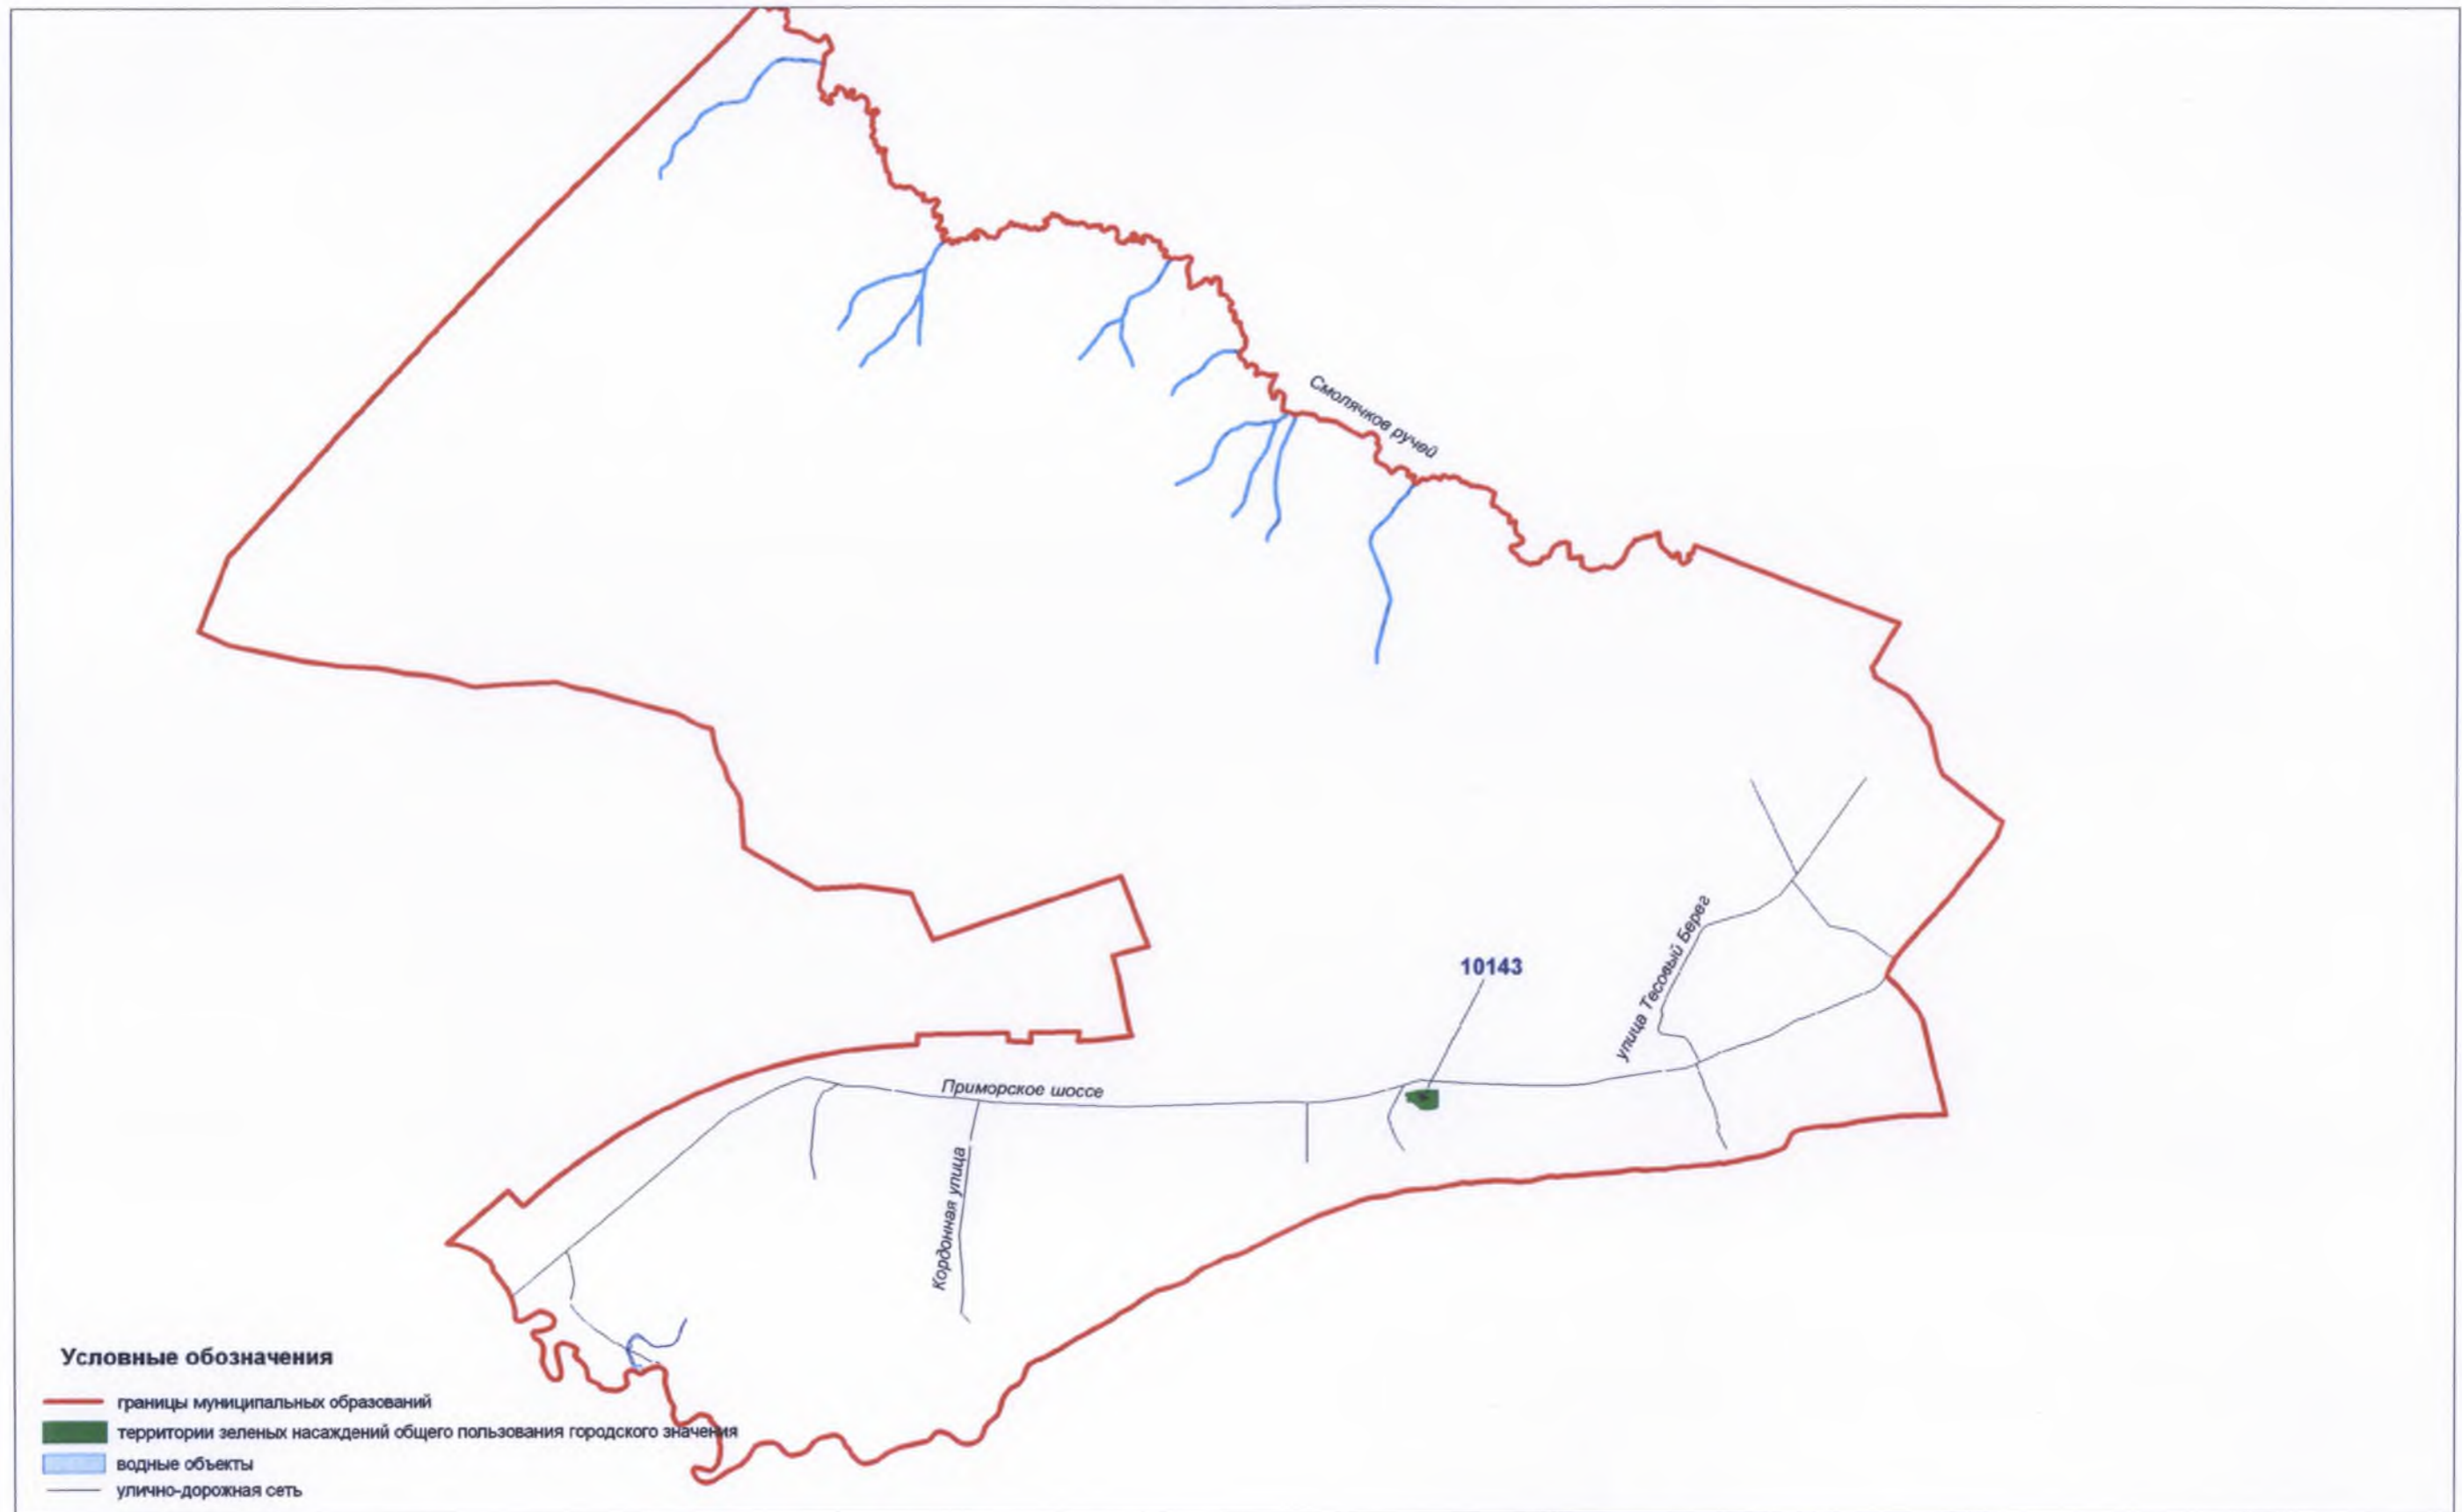 Смолячков ручей
улица Тесовый Берег
10143
Приморское шоссе
Кордонная улица
Условные обозначения
границы муниципальных образований
территории зеленых насаждений общего пользования городского значения
водные объекты
улично-дорожная сеть